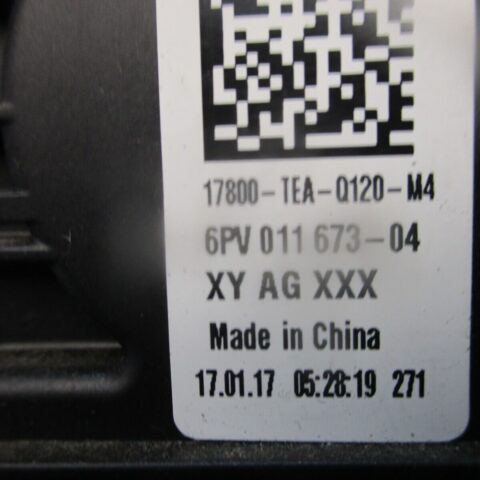 17800-TEA-Q120-M4
6PV 011 673-04
XY AG XXX
Made in China
17.01.17 05:28:19 271